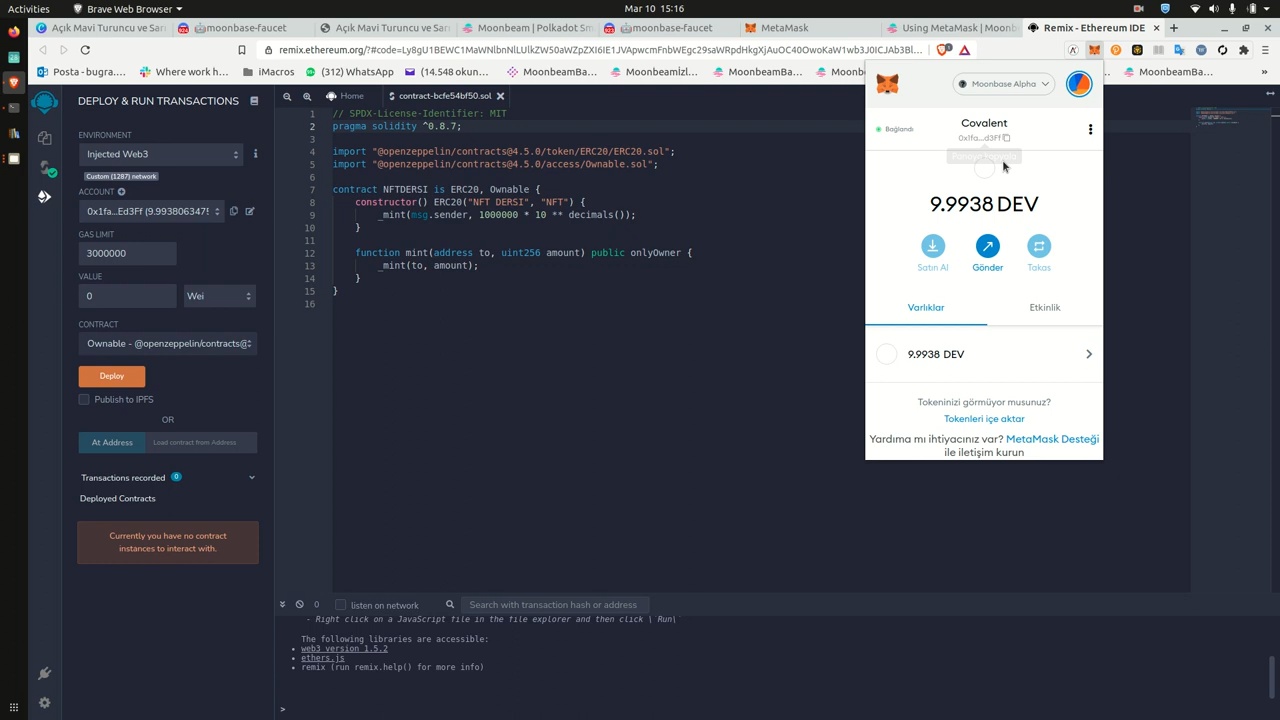 Activities
Brave Web Browser
Mar 10 15:16
Açık Mavi Turuncu ve Sarı
moonbase-faucet
Açık Mavi Turuncu ve Sarı
Moonbeam | Polkadot Sm
moonbase-faucet
MetaMask
Using MetaMask | Moonb
Remix - Ethereum IDE
1
Posta - bugra....
Where work h...
iMacros
(312) WhatsApp
(14.548 okun...
MoonbeamBa...
Moonbeamİzl...
MoonbeamBa...
MoonbeamBa...
DEPLOY & RUN TRANSACTIONS
ENVIRONMENT
Injected Web3
Custom (1287) network
ACCOUNT
0x1fa...Ed3Ff (9.9938063475
GAS LIMIT
3000000
VALUE
0
Wei
CONTRACT
Ownable - @openzeppelin/contracts@
Deploy
Publish to IPFS
OR
At Address
Load contract from Address
Transactions recorded 0
Deployed Contracts
Currently you have no contract
instances to interact with.
Home
contract-bcfe54bf50.sol
1 // SPDX-License-Identifier: MIT
2 pragma solidity ^0.8.7;
3
4 import "@openzeppelin/contracts@4.5.0/token/ERC20/ERC20.sol";
5 import "@openzeppelin/contracts@4.5.0/access/Ownable.sol";
6
7 contract NFTDERSI is ERC20, Ownable {
8 constructor() ERC20("NFT DERSI", "NFT") {
9 _mint(msg.sender, 1000000 * 10 ** decimals());
10 }
11
12 function mint(address to, uint256 amount) public onlyOwner {
13 _mint(to, amount);
14 }
15 }
16
Moonbase Alpha
Bağlandı
Covalent
0x1fa...d3Ff
9.9938 DEV
Satın Al
Gönder
Takas
Varlıklar
Etkinlik
9.9938 DEV
Tokeninizi görmüyor musunuz?
Tokenleri içe aktar
Yardıma mı ihtiyacınız var? MetaMask Desteği
ile iletişim kurun
0
listen on network
Search with transaction hash or address
- Right click on a JavaScript file in the file explorer and then click \`Run\`
The following libraries are accessible:
web3 version 1.5.2
ethers.js
remix (run remix.help() for more info)
>